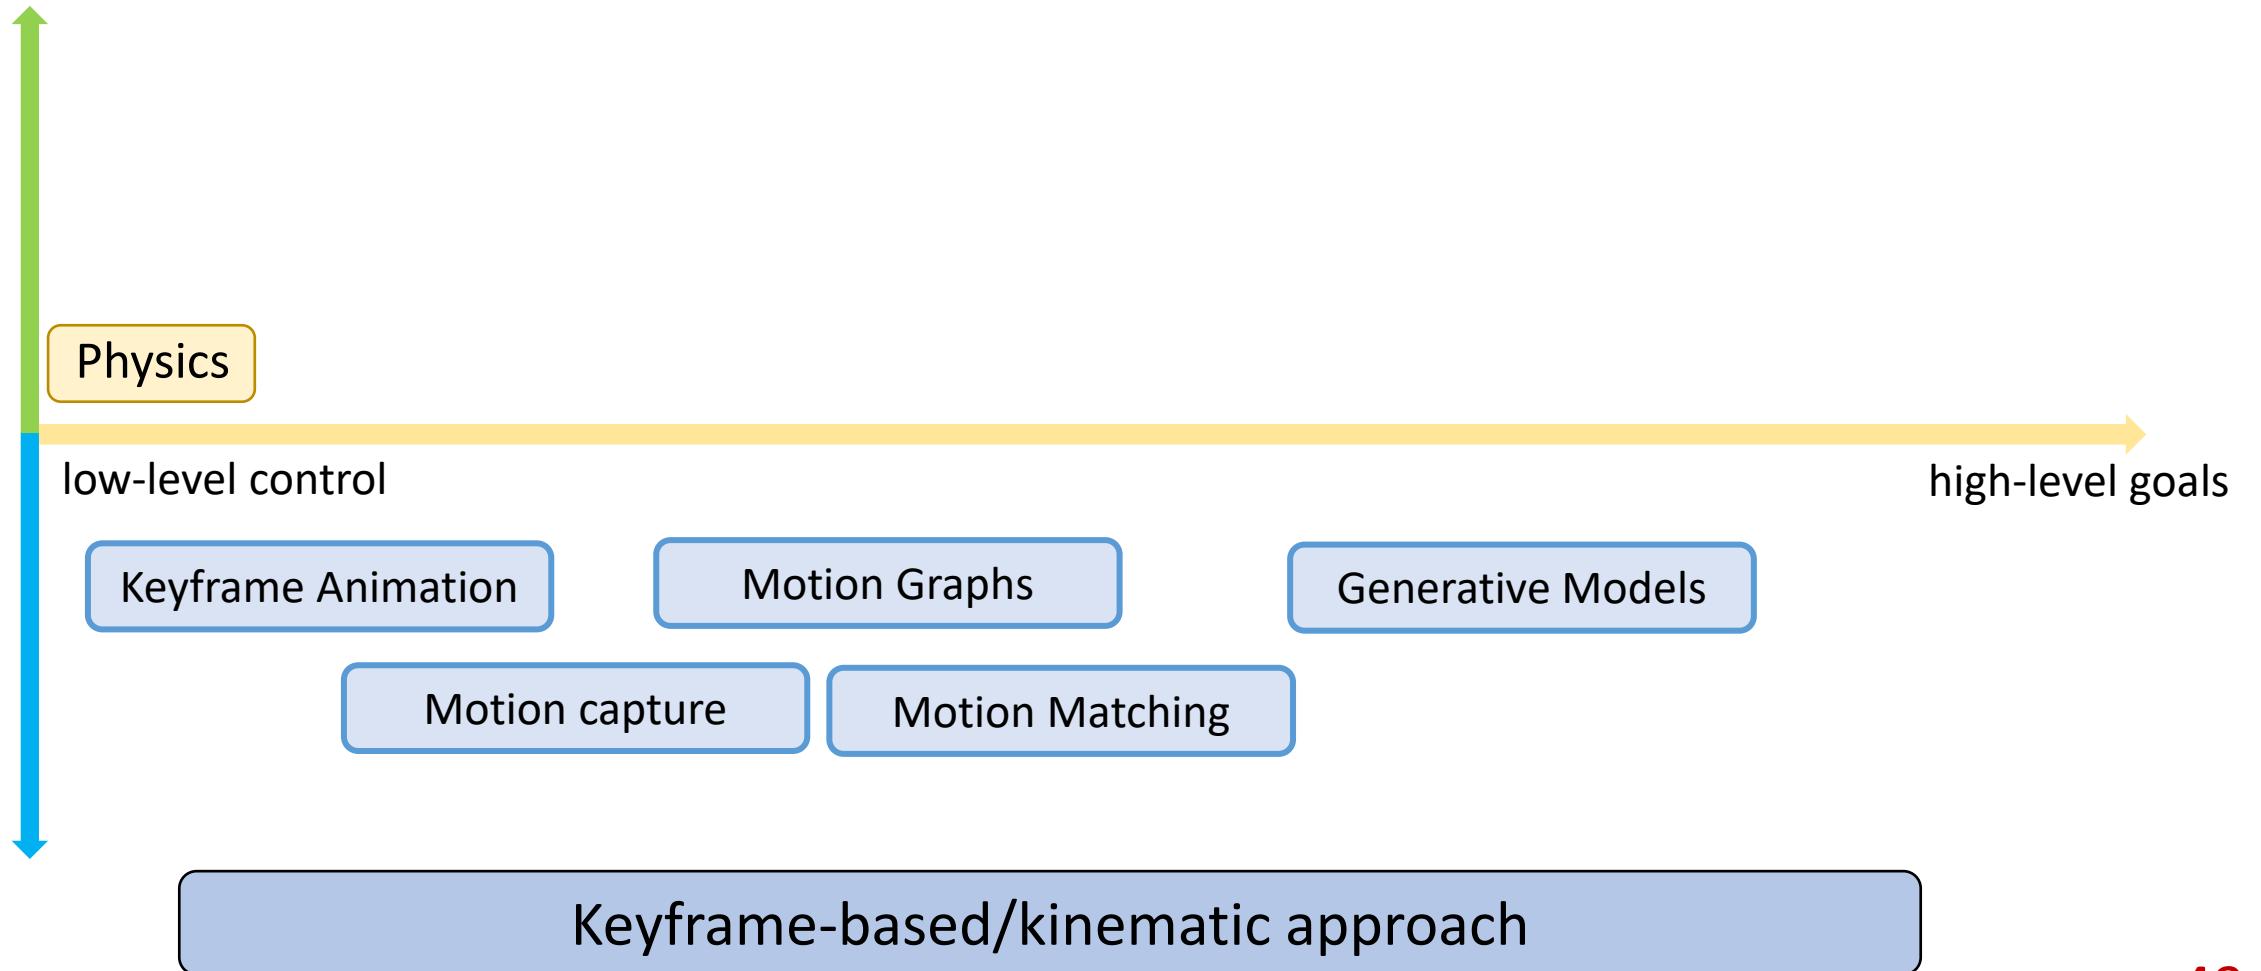 Physics
low-level control
high-level goals
Keyframe Animation
Motion Graphs
Generative Models
Motion capture
Motion Matching
Keyframe-based/kinematic approach